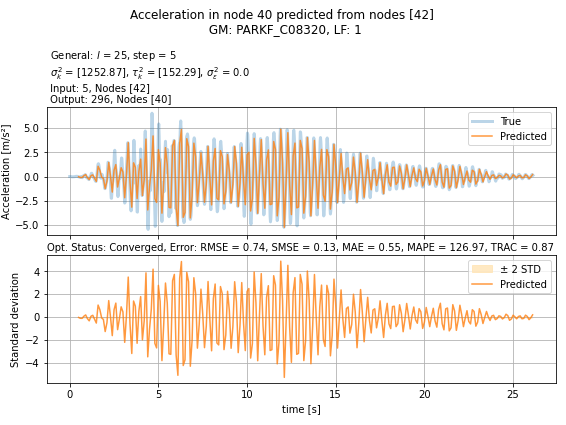 Acceleration in node 40 predicted from nodes [42]
GM: PARKF_C08320, LF: 1
General: l = 25, step = 5
σ²ₖ = [1252.87], τ²ₖ = [152.29], σ²ε = 0.0
Input: 5, Nodes [42]
Output: 296, Nodes [40]
Acceleration [m/s²]
5.0
2.5
0.0
−2.5
−5.0
True
Predicted
Opt. Status: Converged, Error: RMSE = 0.74, SMSE = 0.13, MAE = 0.55, MAPE = 126.97, TRAC = 0.87
Standard deviation
4
2
0
−2
−4
± 2 STD
Predicted
0
5
10
15
20
25
time [s]